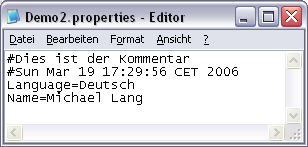 Demo2.properties - Editor
Datei Bearbeiten Format Ansicht ?
#Dies ist der Kommentar
#Sun Mar 19 17:29:56 CET 2006
Language=Deutsch
Name=Michael Lang